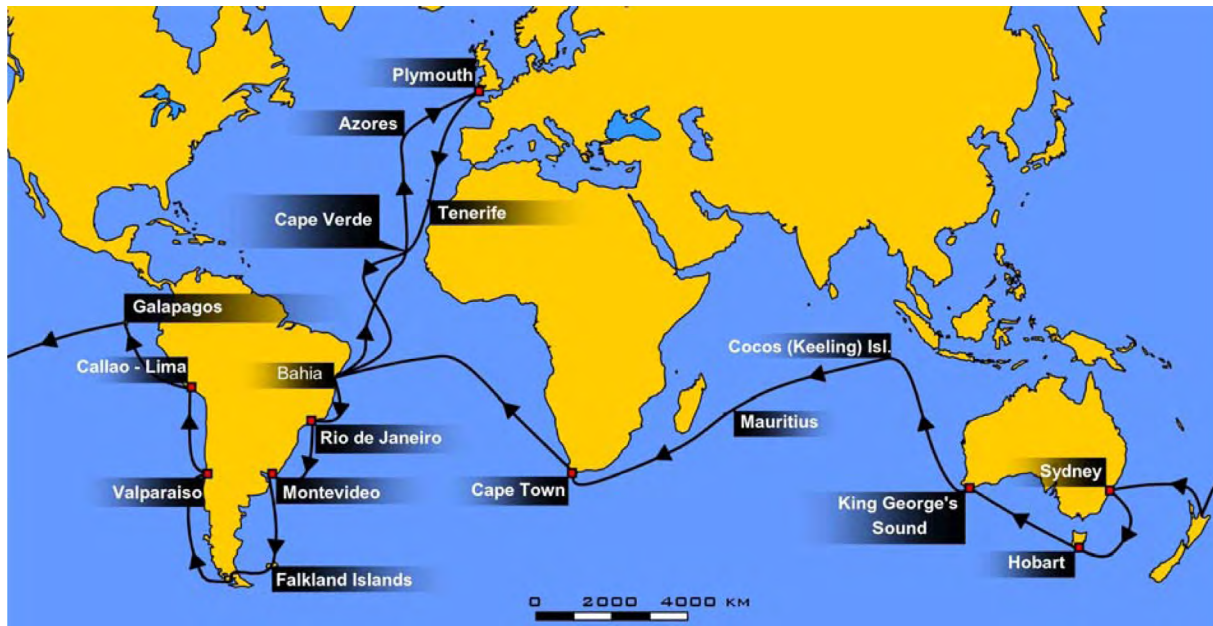 Plymouth
Azores
Cape Verde
Tenerife
Galapagos
Callao - Lima
Bahia
Cocos (Keeling) Isl.
Mauritius
Rio de Janeiro
Valparaiso
Montevideo
Cape Town
Sydney
King George's
Sound
Hobart
Falkland Islands
0 2000 4000 KM